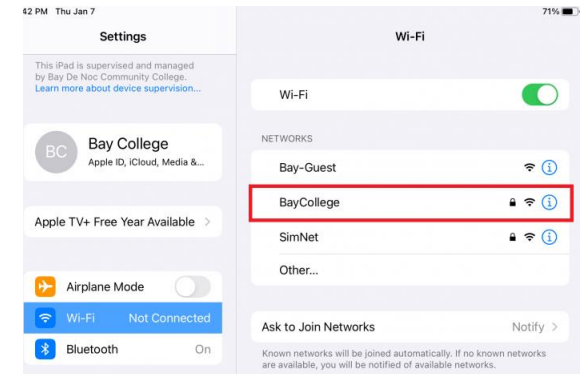 42 PM Thu Jan 7
71%
Settings
This iPad is supervised and managed
by Bay De Noc Community College.
Learn more about device supervision...
BC
Bay College
Apple ID, iCloud, Media &...
Apple TV+ Free Year Available
Airplane Mode
Wi-Fi Not Connected
Bluetooth On
Wi-Fi
Wi-Fi
NETWORKS
Bay-Guest
BayCollege
SimNet
Other...
Ask to Join Networks Notify
Known networks will be joined automatically. If no known networks
are available, you will be notified of available networks.